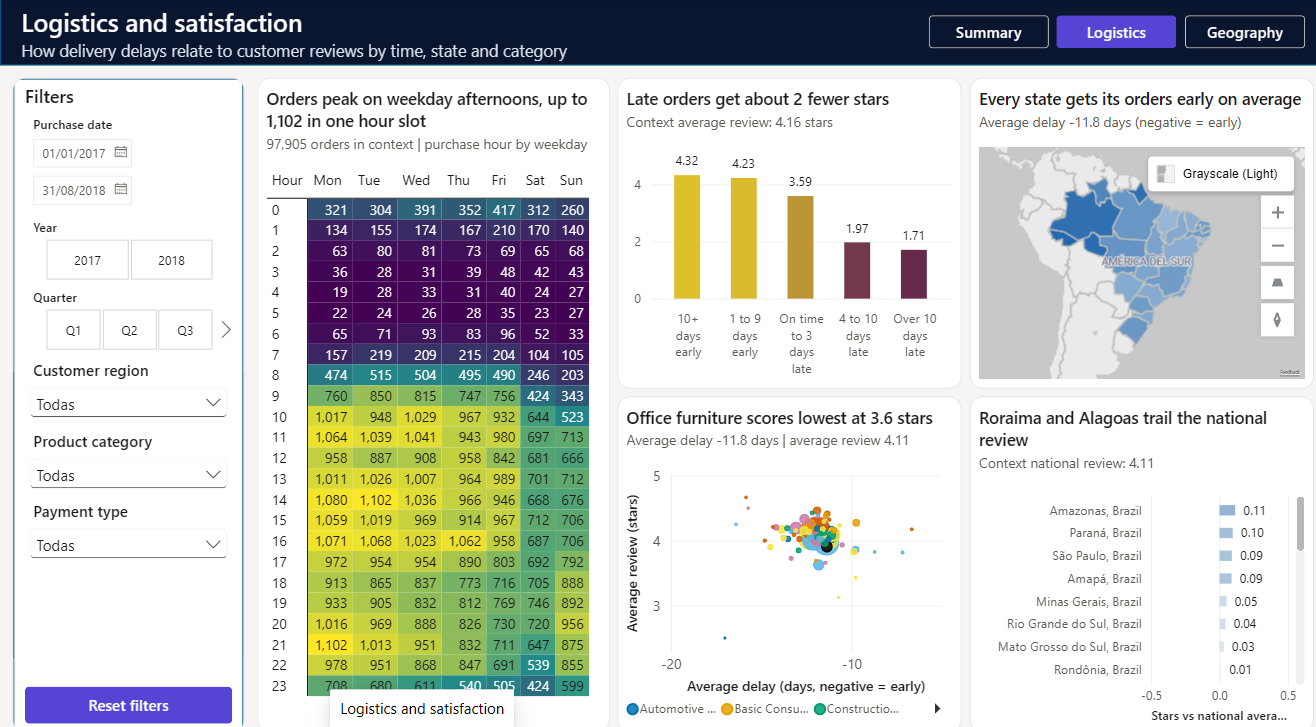 Logistics and satisfaction
How delivery delays relate to customer reviews by time, state and category
Summary
Logistics
Geography
Filters
Purchase date
01/01/2017
31/08/2018
Year
2017
2018
Quarter
Q1
Q2
Q3
Customer region
Todas
Product category
Todas
Payment type
Todas
Reset filters
Orders peak on weekday afternoons, up to
1,102 in one hour slot
97,905 orders in context | purchase hour by weekday
Hour Mon Tue Wed Thu Fri Sat Sun
0 321 304 391 352 417 312 260
1 134 155 174 167 210 170 140
2 63 80 81 73 69 65 68
3 36 28 31 39 48 42 43
4 19 28 33 31 40 24 27
5 22 24 26 28 35 23 27
6 65 71 93 83 96 52 33
7 157 219 209 215 204 104 105
8 474 515 504 495 490 246 203
9 760 850 815 747 756 424 343
10 1,017 948 1,029 967 932 644 523
11 1,064 1,039 1,041 943 980 697 713
12 958 887 908 958 842 681 666
13 1,011 1,026 1,007 964 989 701 712
14 1,080 1,102 1,036 966 946 668 676
15 1,059 1,019 969 914 967 712 706
16 1,071 1,068 1,023 1,062 958 687 706
17 972 954 954 890 803 692 792
18 913 865 837 773 716 705 888
19 933 905 832 812 769 746 892
20 1,016 969 888 826 730 720 956
21 1,102 1,013 951 832 711 647 875
22 978 951 868 847 691 539 855
23 708 680 611 540 505 424 599
Logistics and satisfaction
Late orders get about 2 fewer stars
Context average review: 4.16 stars
4.32
4.23
3.59
1.97
1.71
4
2
0
10+
days
early
1 to 9
days
early
On time
to 3
days
late
4 to 10
days
late
Over 10
days
late
Every state gets its orders early on average
Average delay -11.8 days (negative = early)
Grayscale (Light)
AMÉRICA DEL SUR
Feedback
Office furniture scores lowest at 3.6 stars
Average delay -11.8 days | average review 4.11
Average review (stars)
5
4
3
-20
-10
Average delay (days, negative = early)
Automotive ...
Basic Consu...
Constructio...
Roraima and Alagoas trail the national
review
Context national review: 4.11
Amazonas, Brazil 0.11
Paraná, Brazil 0.10
São Paulo, Brazil 0.09
Amapá, Brazil 0.09
Minas Gerais, Brazil 0.05
Rio Grande do Sul, Brazil 0.04
Mato Grosso do Sul, Brazil 0.03
Rondônia, Brazil 0.01
-0.5 0.0 0.5
Stars vs national avera...